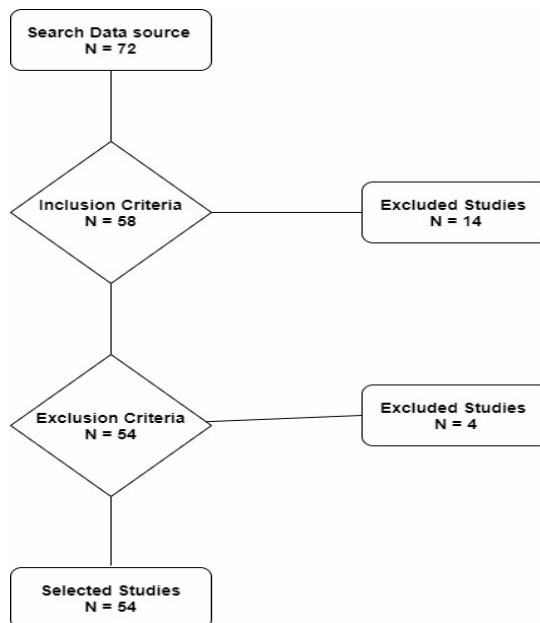 Search Data source
N = 72
Inclusion Criteria
N = 58
Excluded Studies
N = 14
Exclusion Criteria
N = 54
Excluded Studies
N = 4
Selected Studies
N = 54